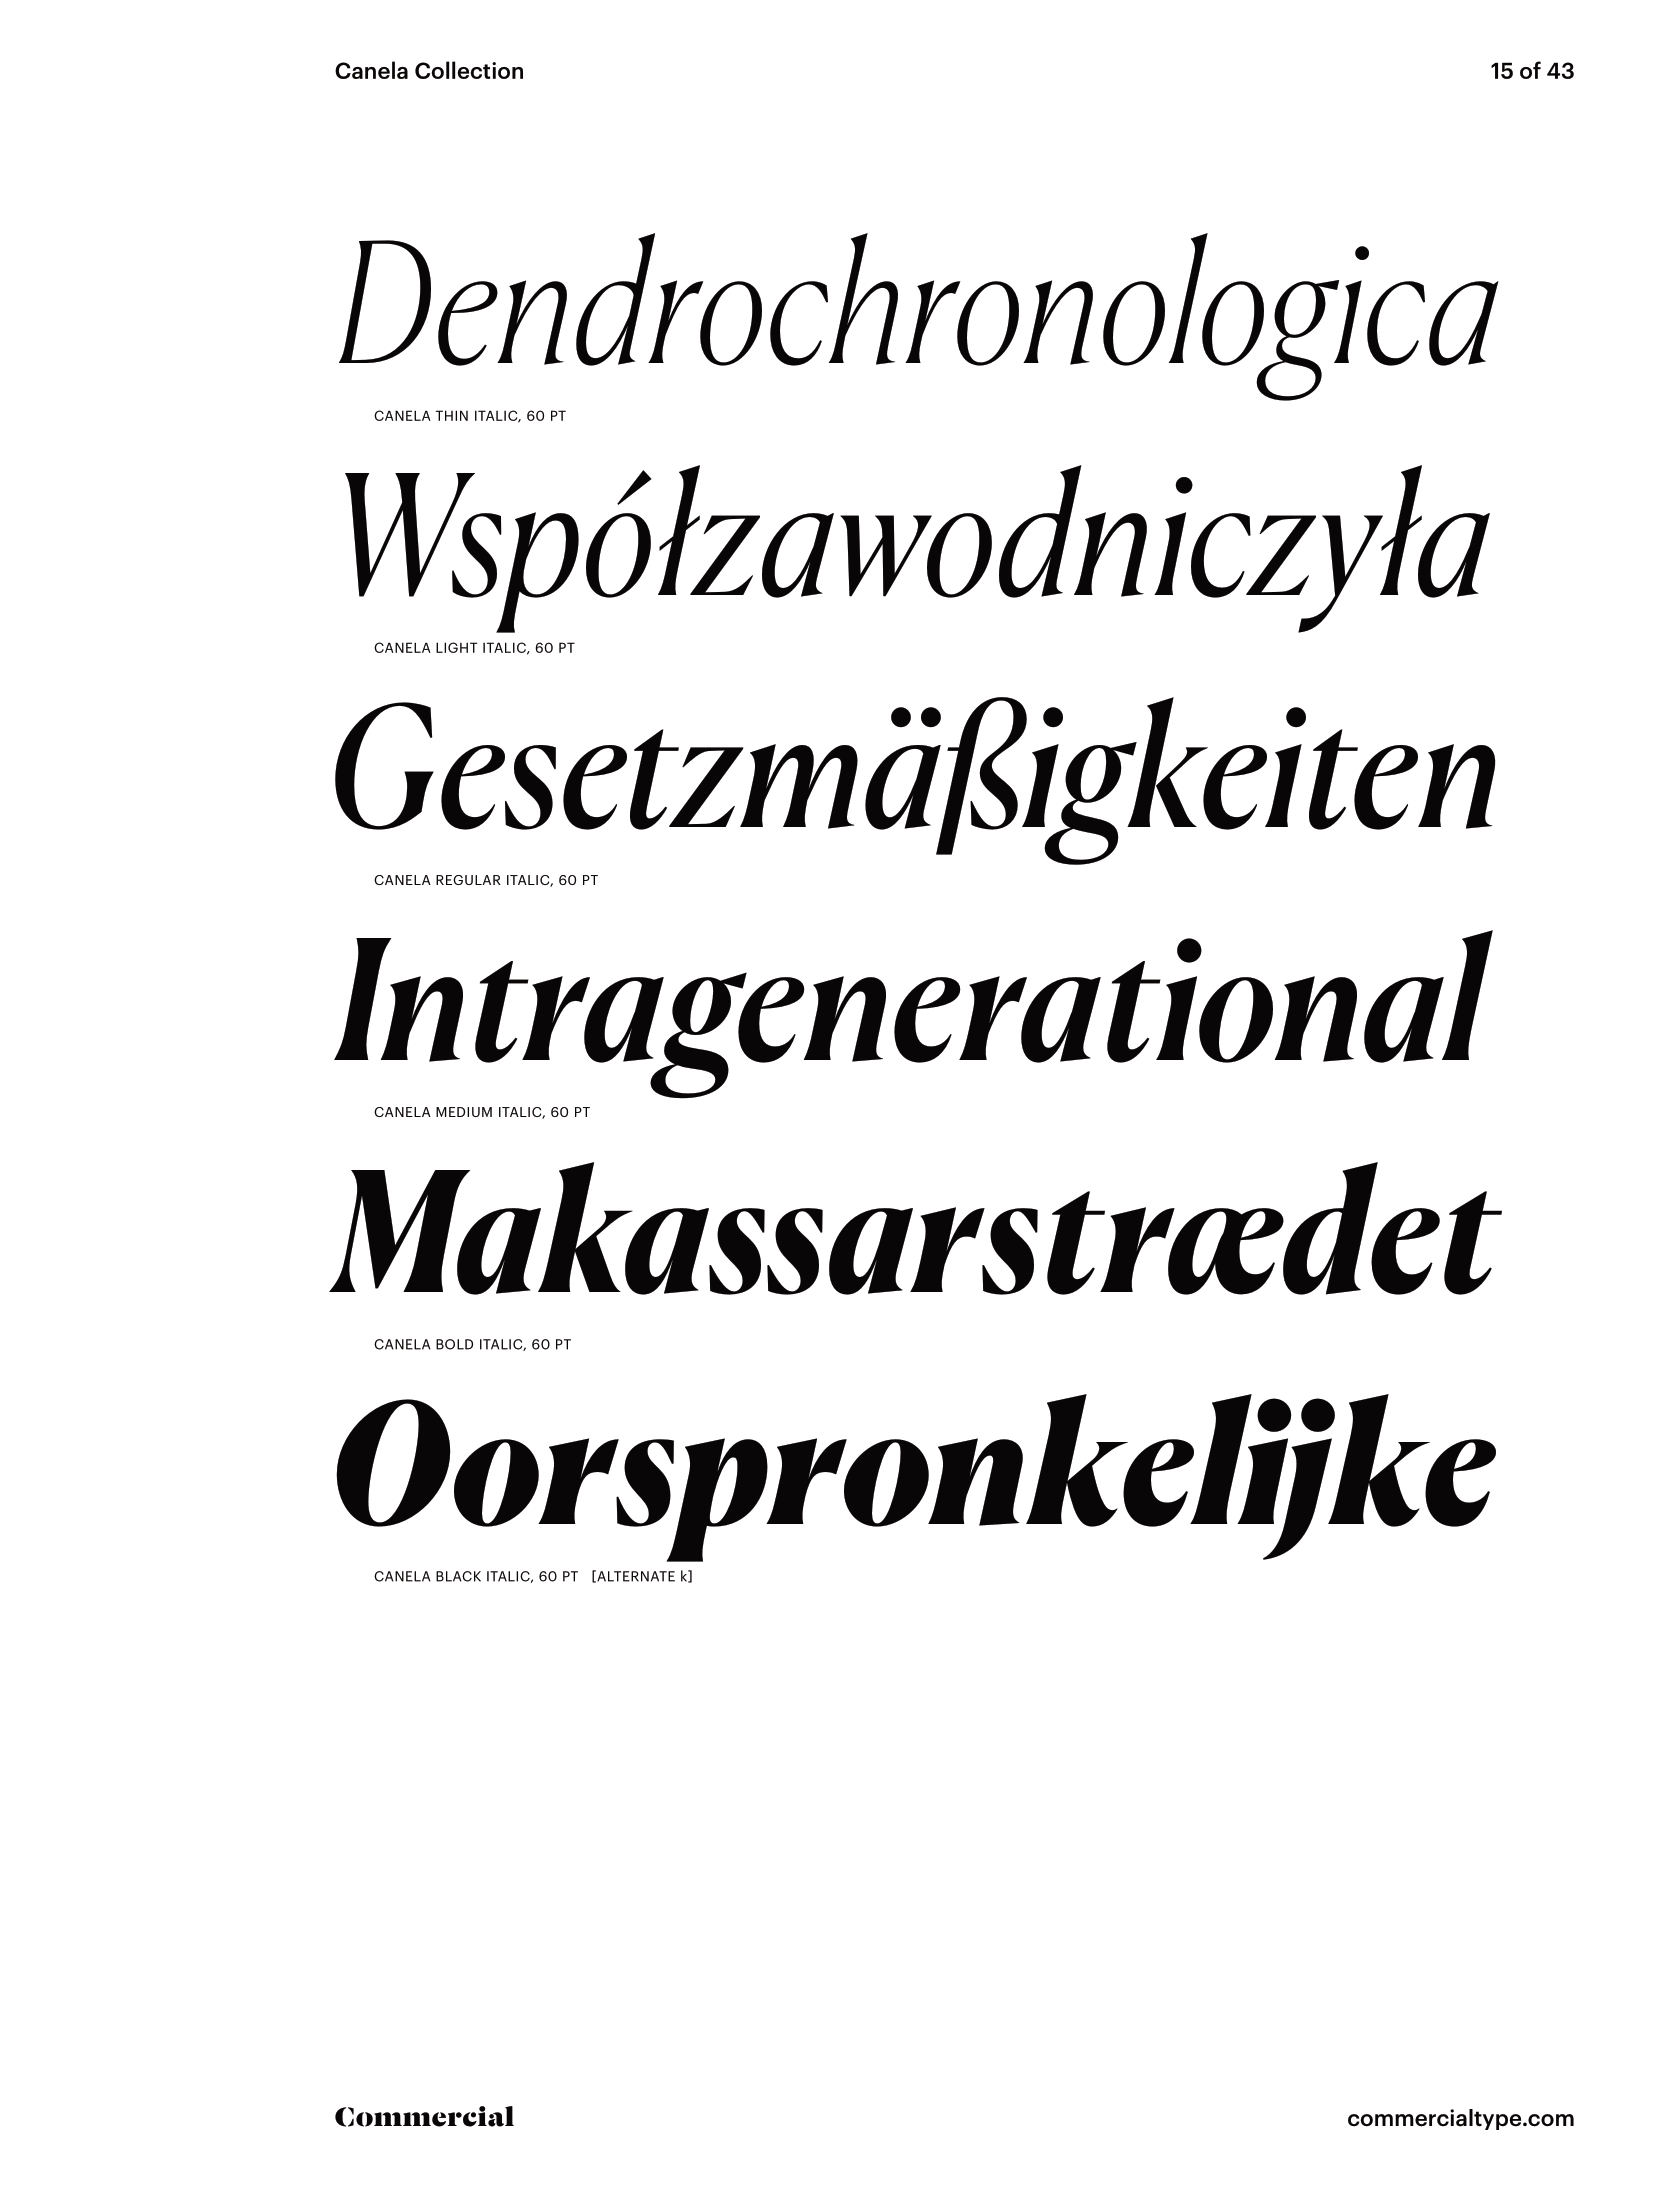 Canela Collection
15 of 43
Dendrochronologica
CANELA THIN ITALIC, 60 PT
Współzawodniczyła
CANELA LIGHT ITALIC, 60 PT
Gesetzmäßigkeiten
CANELA REGULAR ITALIC, 60 PT
Intragenerational
CANELA MEDIUM ITALIC, 60 PT
Makassarstrædet
CANELA BOLD ITALIC, 60 PT
Oorspronkelijke
CANELA BLACK ITALIC, 60 PT [ALTERNATE k]
Commercial
commercialtype.com